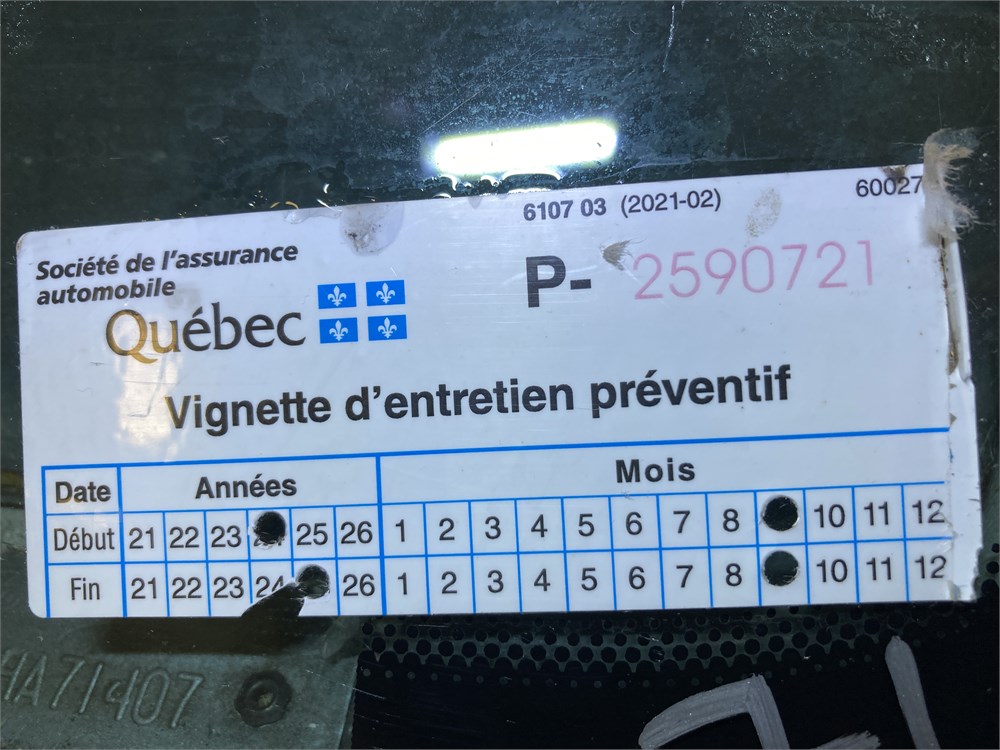 6107 03 (2021-02) 60027
Société de l'assurance
automobile
P- 2590721
Québec
Vignette d'entretien préventif
Date Années Mois
Début 21 22 23 25 26 1 2 3 4 5 6 7 8 10 11 12
Fin 21 22 23 24 26 1 2 3 4 5 6 7 8 10 11 12
HA71407